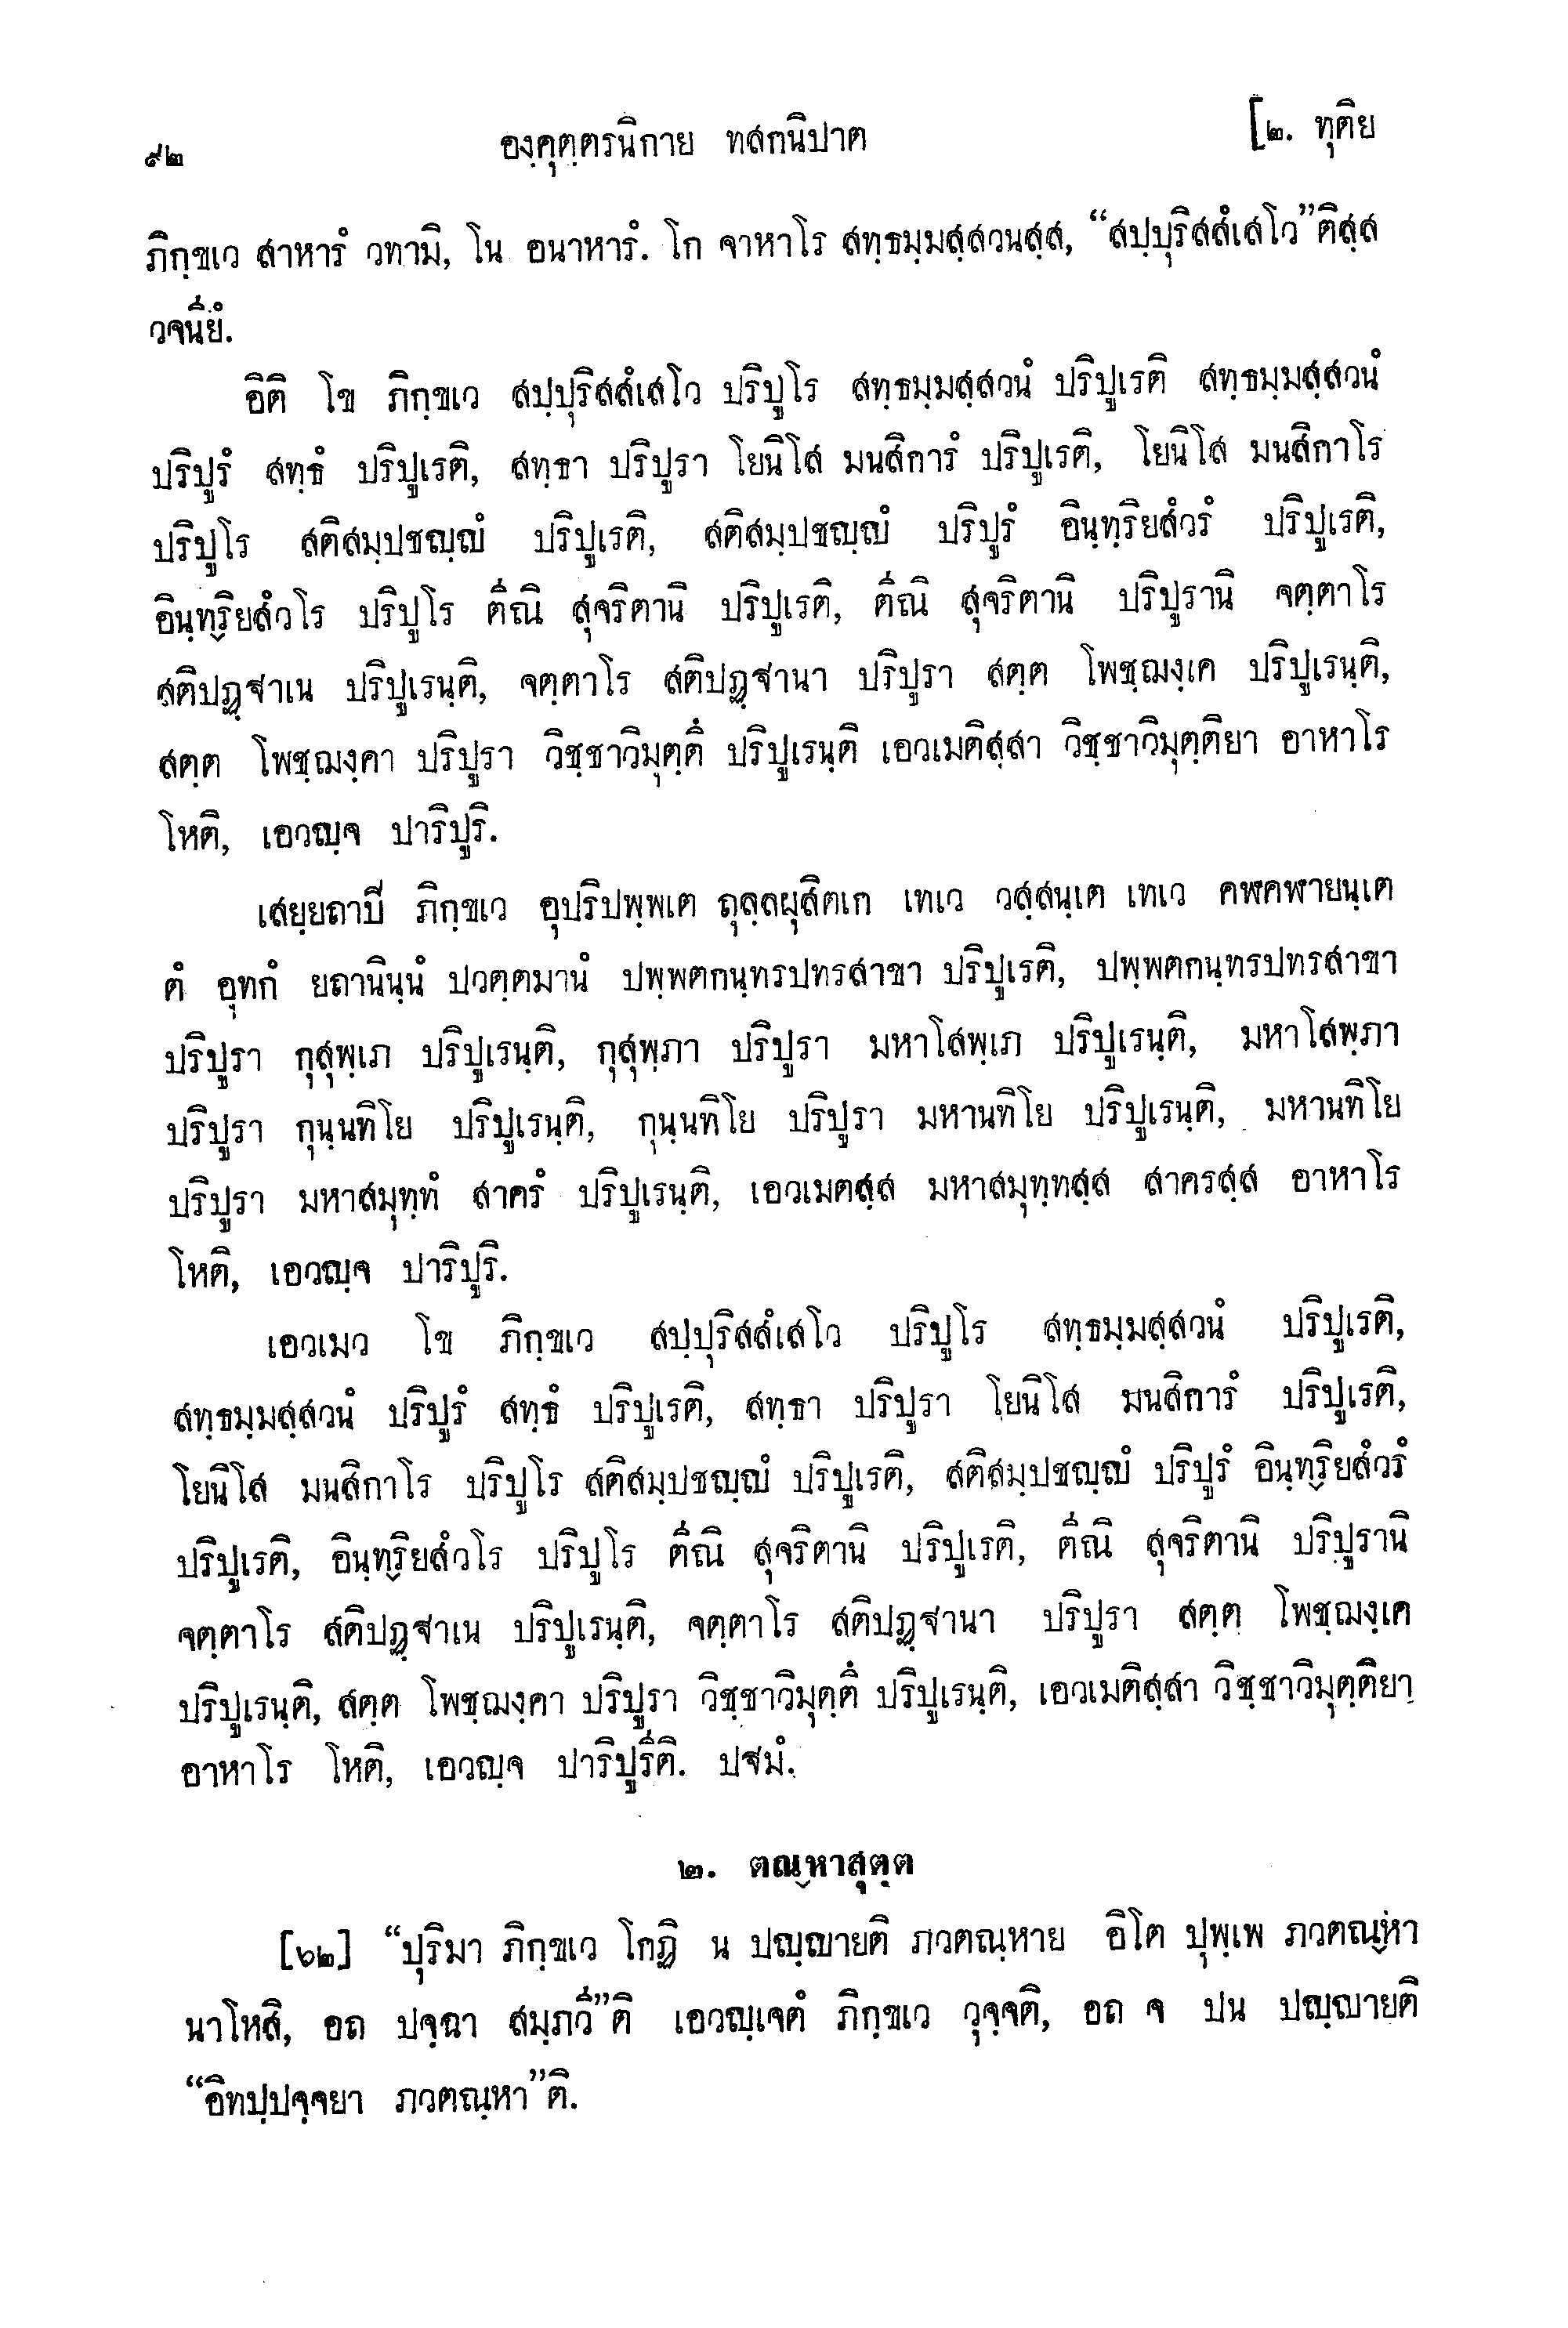 ๙๒ องฺคุตฺตรนิกาย ทสกนิปาต [๒. ทุติย
ภิกฺขเว สาหารํ วทามิ, โน อนาหารํ. โก จาหาโร สทฺธมฺมสฺสวนสฺส, “สปฺบุริสสํเสโว”ติสฺส
วจนียํ.
อิติ โข ภิกฺขเว สปฺปุริสสํเสโว ปริปูโร สทฺธมฺมสฺสวนํ ปริปูเรติ สทฺธมฺมสฺสวนํ
ปริปูรํ สทฺธํ ปริปูเรติ, สทฺธา ปริปูรา โยนิโส มนสิการํ ปริปูเรติ, โยนิโส มนสิกาโร
ปริปูโร สติสมฺปชญฺญํ ปริปูเรติ, สติสมฺปชญฺญํ ปริปูรํ อินฺทฺริยสํวรํ ปริปูเรติ,
อินฺทฺริยสํวโร ปริปูโร ตีณิ สุจริตานิ ปริปูเรติ, ตีณิ สุจริตานิ ปริปูรานิ จตฺตาโร
สติปฏฺฐาเน ปริปูเรนฺติ, จตฺตาโร สติปฏฺฐานา ปริปูรา สตฺต โพชฺฌงฺเค ปริปูเรนฺติ,
สตฺต โพชฺฌงฺคา ปริปูรา วิชฺชาวิมุตฺตึ ปริปูเรนฺติ เอวเมติสฺสา วิชฺชาวิมุตฺติยา อาหาโร
โหติ, เอวญฺจ ปาริปูริ.
เสยฺยถาปี ภิกฺขเว อุปริปพฺพเต ถุลฺลผุสิตเก เทเว วสฺสนฺเต เทเว คฬคฬายนฺเต
ตํ อุทกํ ยถานินฺนํ ปวตฺตมานํ ปพฺพตกนฺทรปทรสาขา ปริปูเรติ, ปพฺพตกนฺทรปทรสาขา
ปริปูรา กุสุพฺเภ ปริปูเรนฺติ, กุสุพฺภา ปริปูรา มหาโสพฺเภ ปริปูเรนฺติ, มหาโสพฺภา
ปริปูรา กุนฺนทิโย ปริปูเรนฺติ, กุนฺนทิโย ปริปูรา มหานทิโย ปริปูเรนฺติ, มหานทิโย
ปริปูรา มหาสมุทฺทํ สาครํ ปริปูเรนฺติ, เอวเมตสฺส มหาสมุทฺทสฺส สาครสฺส อาหาโร
โหติ, เอวญฺจ ปาริปูริ.
เอวเมว โข ภิกฺขเว สปฺปุริสสํเสโว ปริปูโร สทฺธมฺมสฺสวนํ ปริปูเรติ,
สทฺธมฺมสฺสวนํ ปริปูรํ สทฺธํ ปริปูเรติ, สทฺธา ปริปูรา โยนิโส มนสิการํ ปริปูเรติ,
โยนิโส มนสิกาโร ปริปูโร สติสมฺปชญฺญํ ปริปูเรติ, สติสมฺปชญฺญํ ปริปูรํ อินฺทฺริยสํวรํ
ปริปูเรติ, อินฺทฺริยสํวโร ปริปูโร ตีณิ สุจริตานิ ปริปูเรติ, ตีณิ สุจริตานิ ปริปูรานิ
จตฺตาโร สติปฏฺฐาเน ปริปูเรนฺติ, จตฺตาโร สติปฏฺฐานา ปริปูรา สตฺต โพชฺฌงฺเค
ปริปูเรนฺติ, สตฺต โพชฺฌงฺคา ปริปูรา วิชฺชาวิมุตฺตึ ปริปูเรนฺติ, เอวเมติสฺสา วิชฺชาวิมุตฺติยา
อาหาโร โหติ, เอวญฺจ ปาริปูรีติ. ปฐมํ.
๒. ตณฺหาสุตฺต
[๖๒] “ปุริมา ภิกฺขเว โกฏิ น ปญฺญายติ ภวตณฺหาย อิโต ปุพฺเพ ภวตณฺหา
นาโหสิ, อถ ปจฺฉา สมฺภวี”ติ เอวญฺเจตํ ภิกฺขเว วุจฺจติ, อถ จ ปน ปญฺญายติ
“อิทปฺปจฺจยา ภวตณฺหา”ติ.